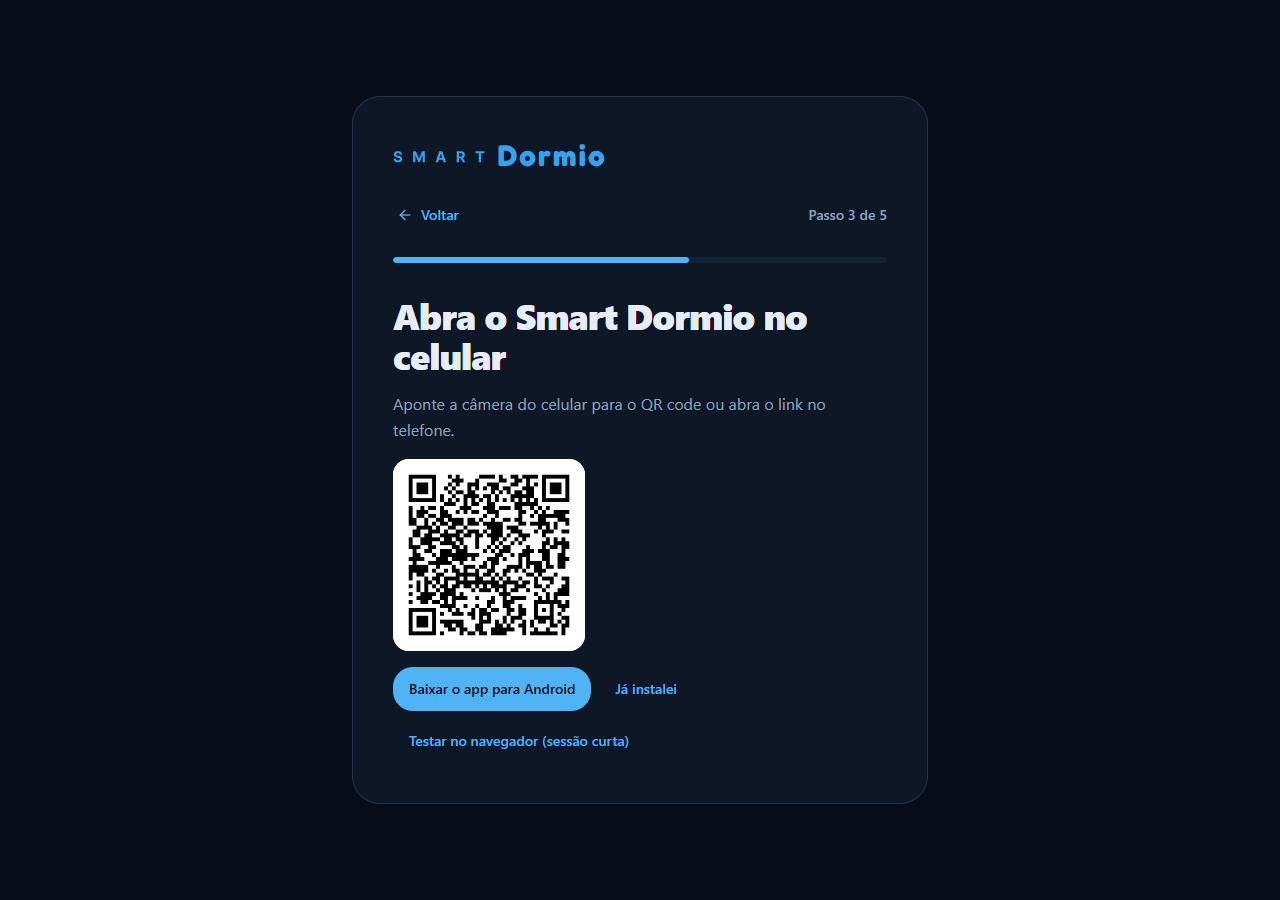 SMART Dormio
Voltar
Passo 3 de 5
Abra o Smart Dormio no
celular
Aponte a câmera do celular para o QR code ou abra o link no
telefone.
Baixar o app para Android
Já instalei
Testar no navegador (sessão curta)